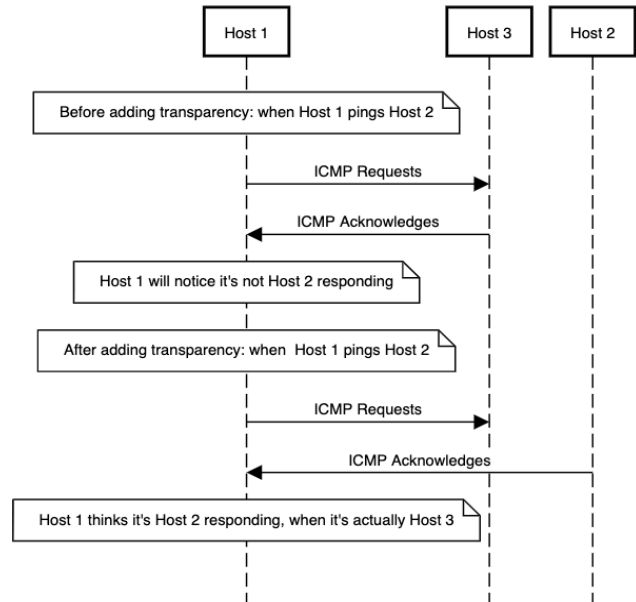 Host 1
Host 3
Host 2
Before adding transparency: when Host 1 pings Host 2
ICMP Requests
ICMP Acknowledges
Host 1 will notice it's not Host 2 responding
After adding transparency: when  Host 1 pings Host 2
ICMP Requests
ICMP Acknowledges
Host 1 thinks it's Host 2 responding, when it's actually Host 3